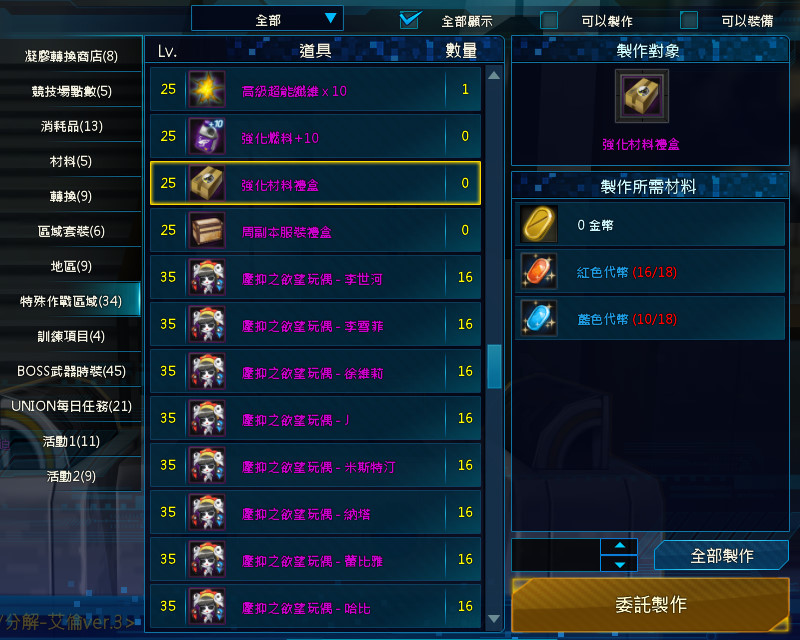 全部
全部顯示
可以製作
可以裝備
凝膠轉換商店(8)
競技場點數(5)
消耗品(13)
材料(5)
轉換(9)
區域套裝(6)
地區(9)
特殊作戰區域(34)
訓練項目(4)
BOSS武器時裝(45)
UNION每日任務(21)
活動1(11)
活動2(9)
/分解-艾倫ver.3>
Lv. 道具 數量
25 高級超能纖維 x 10 1
25 +10 強化燃料+10 0
25 強化材料禮盒 0
25 周副本服裝禮盒 0
35 壓抑之欲望玩偶 - 李世河 16
35 壓抑之欲望玩偶 - 李雪菲 16
35 壓抑之欲望玩偶 - 徐維莉 16
35 壓抑之欲望玩偶 - J 16
35 壓抑之欲望玩偶 - 米斯特汀 16
35 壓抑之欲望玩偶 - 納塔 16
35 壓抑之欲望玩偶 - 蕾比雅 16
35 壓抑之欲望玩偶 - 哈比 16
製作對象
強化材料禮盒
製作所需材料
0 金幣
紅色代幣 (16/18)
藍色代幣 (10/18)
全部製作
委託製作